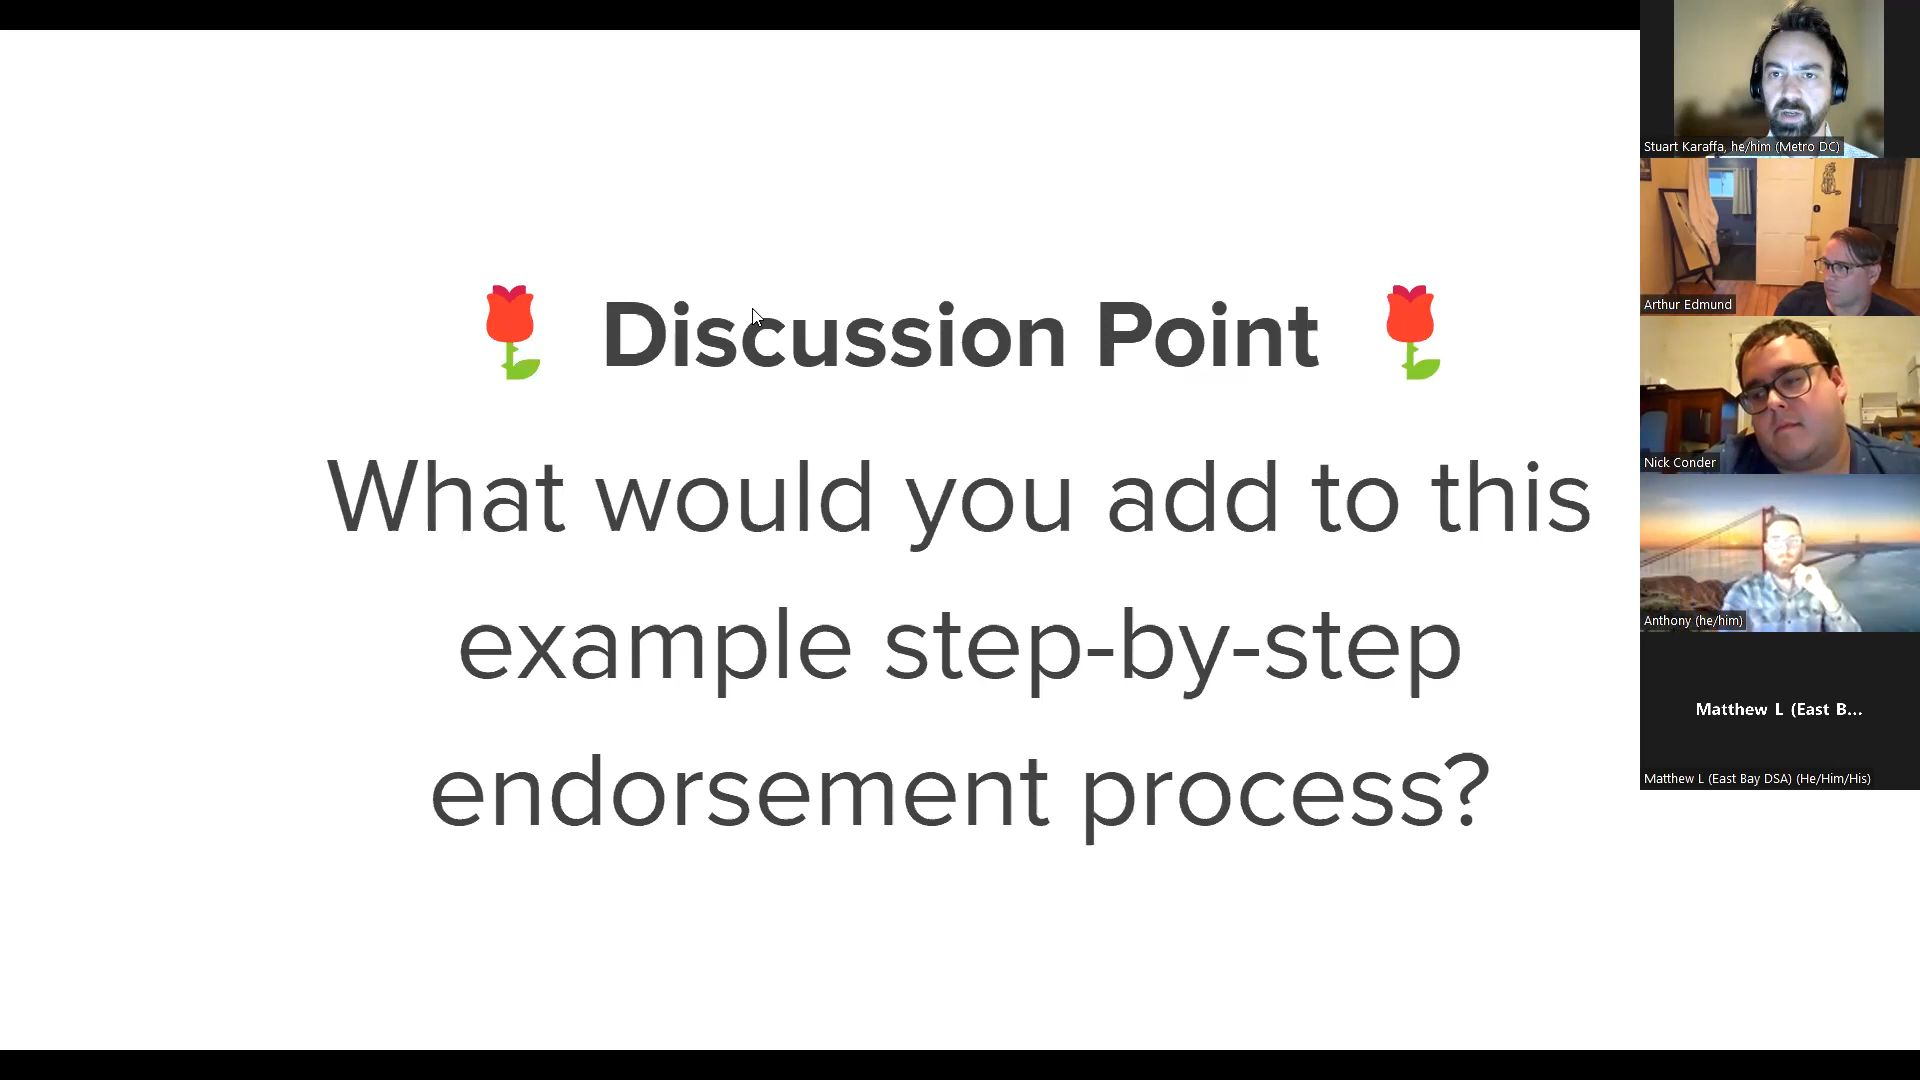 Discussion Point
What would you add to this
example step-by-step
endorsement process?
Stuart Karaffa, he/him (Metro DC)
Arthur Edmund
Nick Conder
Anthony (he/him)
Matthew L (East B...
Matthew L (East Bay DSA) (He/Him/His)